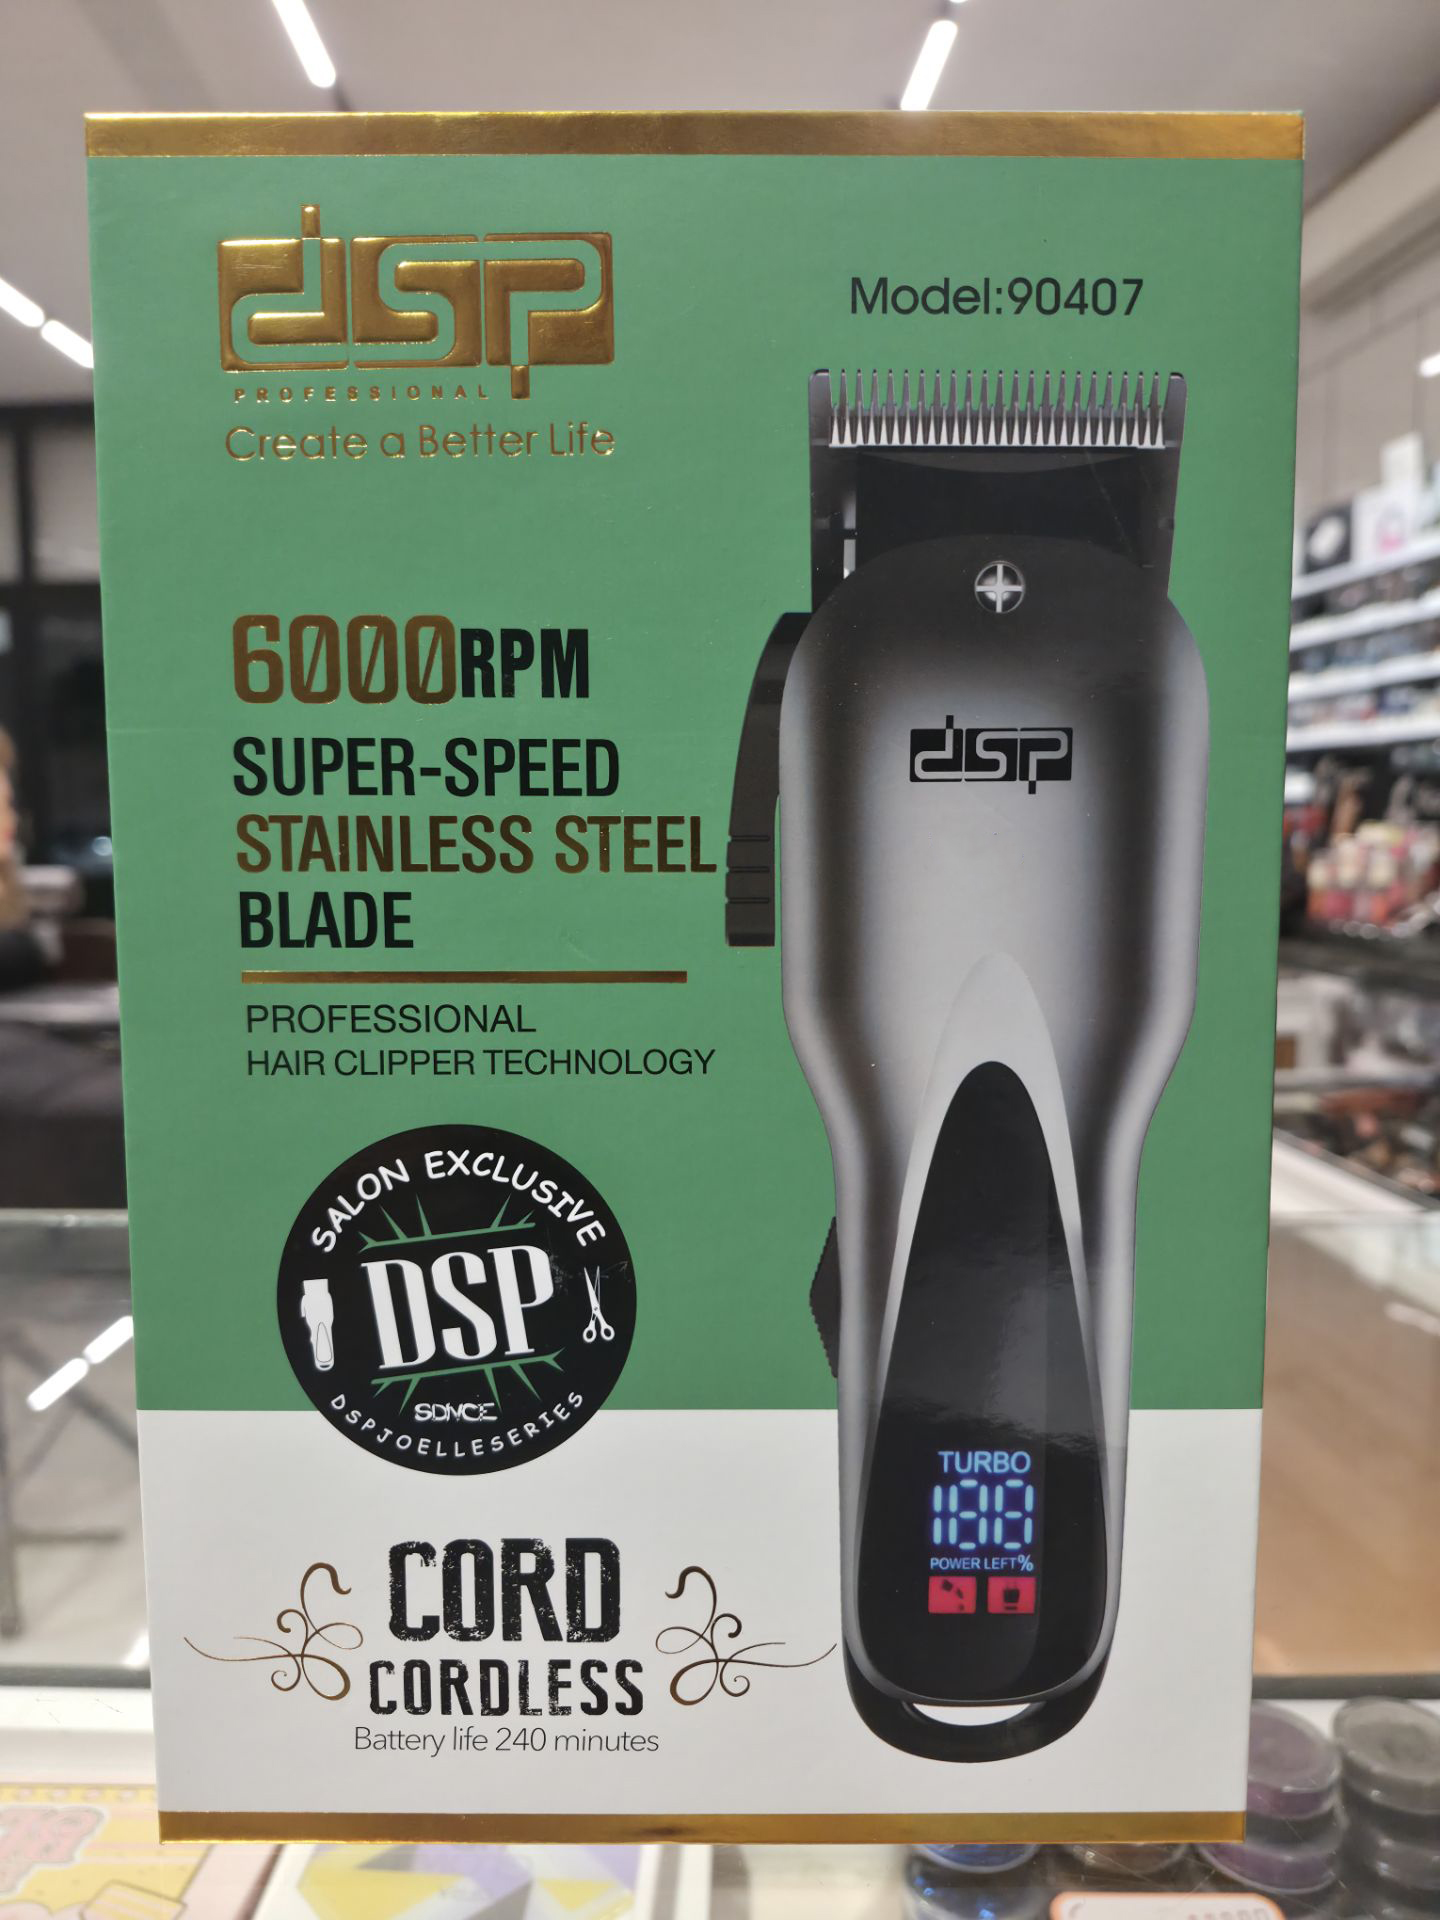 dsp
PROFESSIONAL
Create a Better Life
Model:90407
6000RPM
SUPER-SPEED
STAINLESS STEEL
BLADE
PROFESSIONAL
HAIR CLIPPER TECHNOLOGY
SALON EXCLUSIVE
DSP
DSPJOELLESERIES
CORD
CORDLESS
Battery life 240 minutes
dsp
TURBO
188
POWER LEFT%